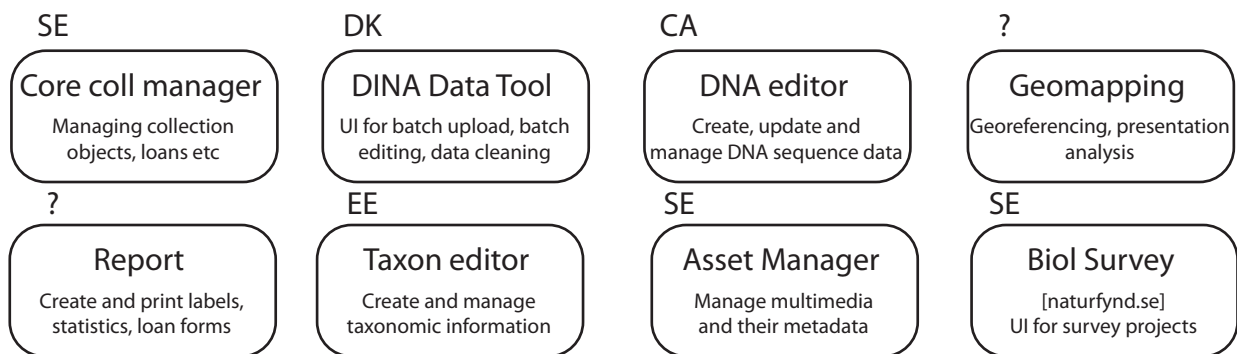 SE
Core coll manager
Managing collection
objects, loans etc
DK
DINA Data Tool
UI for batch upload, batch
editing, data cleaning
CA
DNA editor
Create, update and
manage DNA sequence data
?
Geomapping
Georeferencing, presentation
analysis
?
Report
Create and print labels,
statistics, loan forms
EE
Taxon editor
Create and manage
taxonomic information
SE
Asset Manager
Manage multimedia
and their metadata
SE
Biol Survey
[naturfynd.se]
UI for survey projects